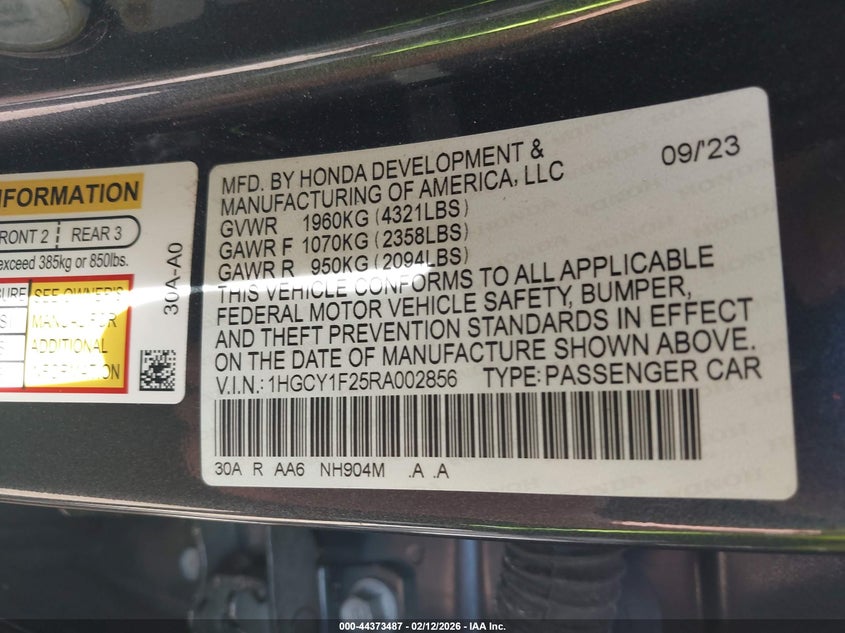 INFORMATION
FRONT 2 REAR 3
exceed 385kg or 850lbs.
SEE OWNER'S
MANUAL FOR
ADDITIONAL
INFORMATION
30A-A0
MFD. BY HONDA DEVELOPMENT & 09/'23
MANUFACTURING OF AMERICA, LLC
GVWR 1960KG (4321LBS)
GAWR F 1070KG (2358LBS)
GAWR R 950KG (2094LBS)
THIS VEHICLE CONFORMS TO ALL APPLICABLE
FEDERAL MOTOR VEHICLE SAFETY, BUMPER,
AND THEFT PREVENTION STANDARDS IN EFFECT
ON THE DATE OF MANUFACTURE SHOWN ABOVE.
V.I.N.: 1HGCY1F25RA002856 TYPE: PASSENGER CAR
30A R AA6 NH904M .A .A
000-44373487 - 02/12/2026 - IAA Inc.